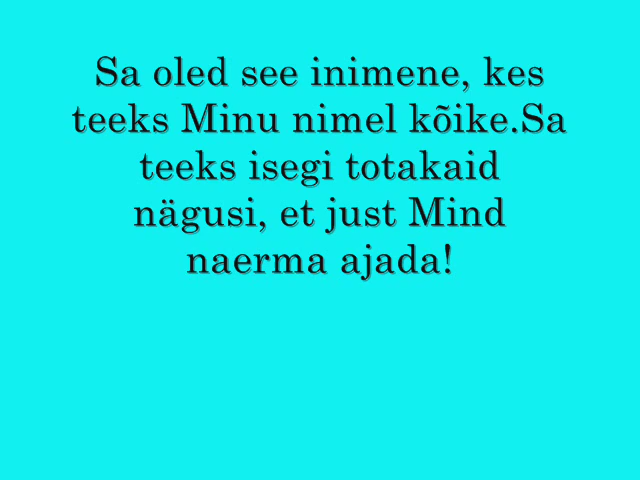 Sa oled see inimene, kes
teeks Minu nimel kõike.Sa
teeks isegi totakaid
nägusi, et just Mind
naerma ajada!